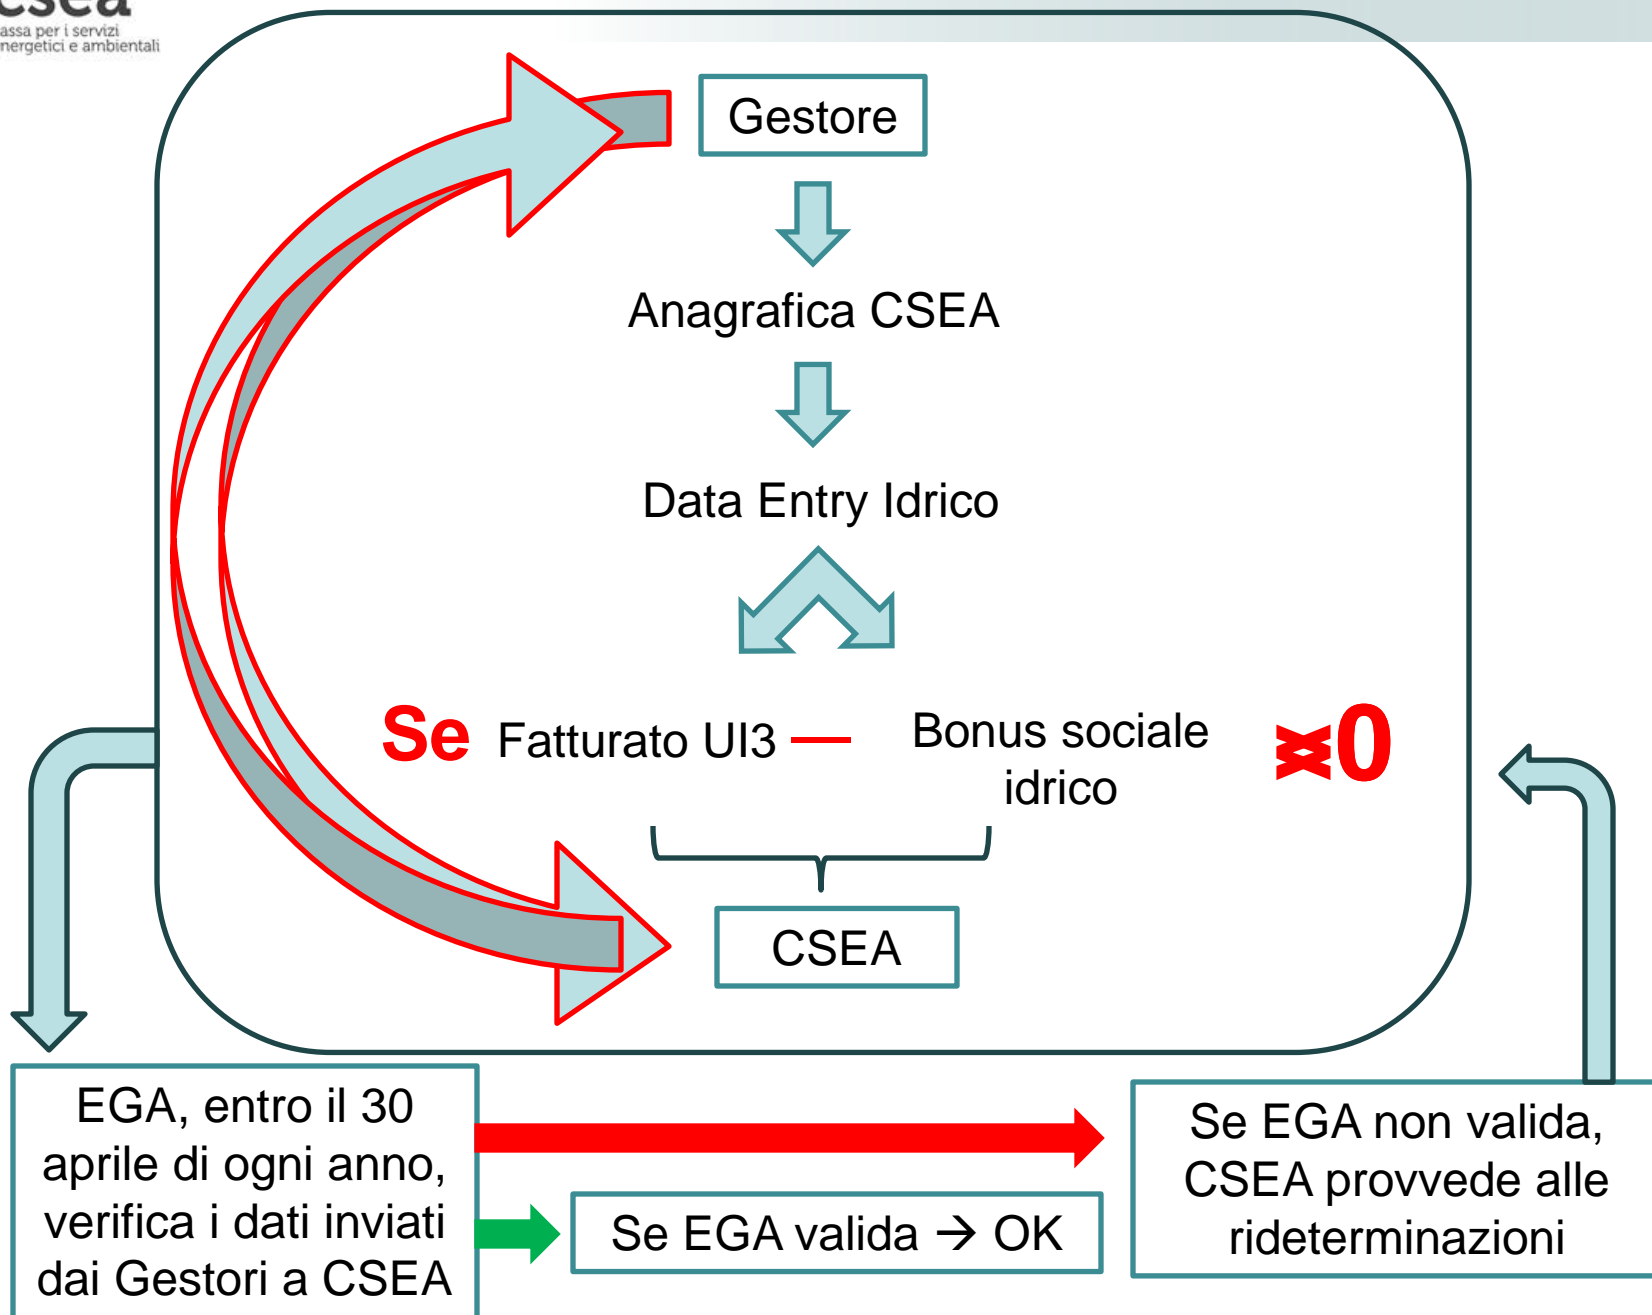 csea
assa per i servizi
nergetici e ambientali
Gestore
Anagrafica CSEA
Data Entry Idrico
Se Fatturato UI3 — Bonus sociale
idrico
0
CSEA
EGA, entro il 30
aprile di ogni anno,
verifica i dati inviati
dai Gestori a CSEA
Se EGA valida → OK
Se EGA non valida,
CSEA provvede alle
rideterminazioni